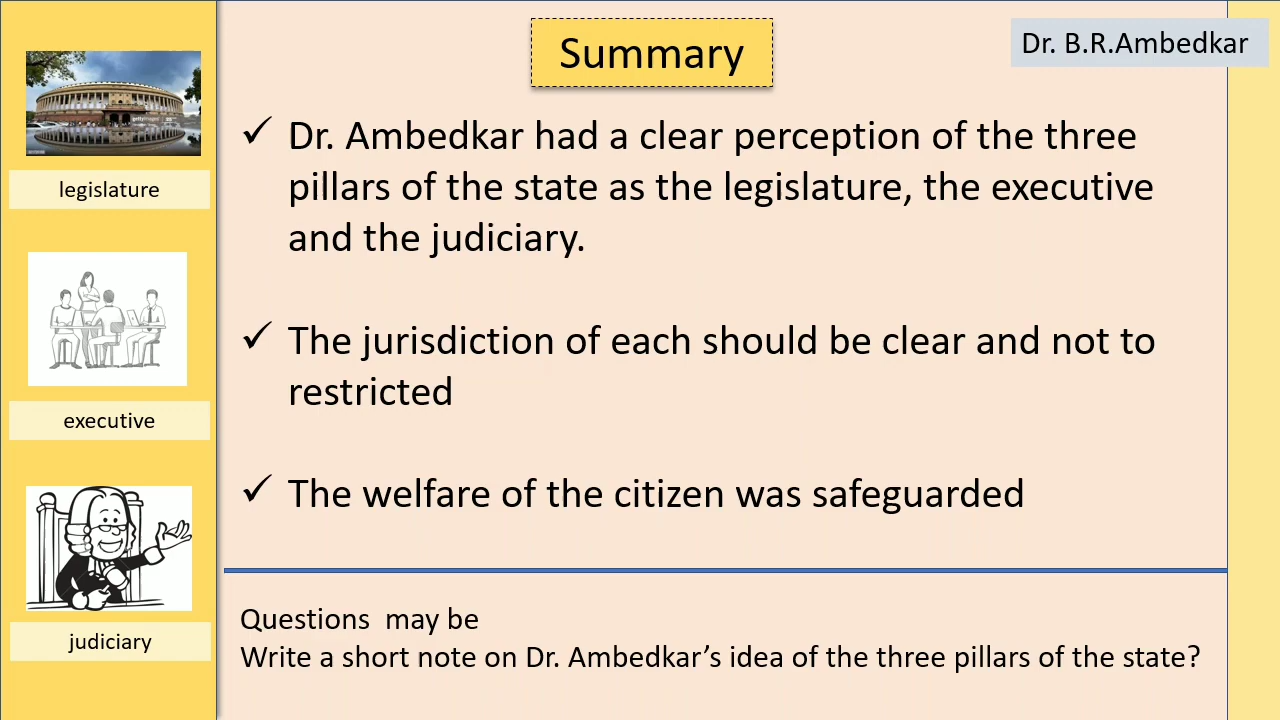 Summary
Dr. B.R.Ambedkar
✓ Dr. Ambedkar had a clear perception of the three
pillars of the state as the legislature, the executive
and the judiciary.
✓ The jurisdiction of each should be clear and not to
restricted
✓ The welfare of the citizen was safeguarded
legislature
executive
judiciary
Questions  may be
Write a short note on Dr. Ambedkar’s idea of the three pillars of the state?